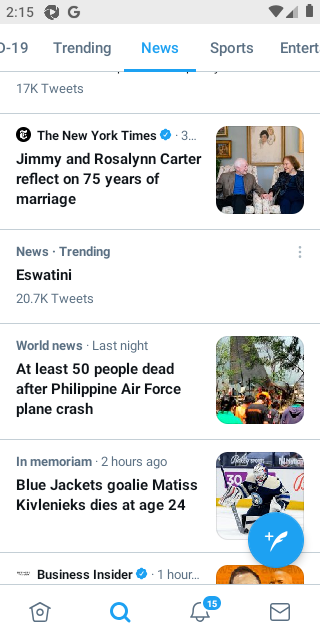 2:15
D-19 Trending News Sports Entert
17K Tweets
The New York Times · 3...
Jimmy and Rosalynn Carter
reflect on 75 years of
marriage
News · Trending
Eswatini
20.7K Tweets
World news · Last night
At least 50 people dead
after Philippine Air Force
plane crash
In memoriam · 2 hours ago
Blue Jackets goalie Matiss
Kivlenieks dies at age 24
Business Insider · 1 hour...
15